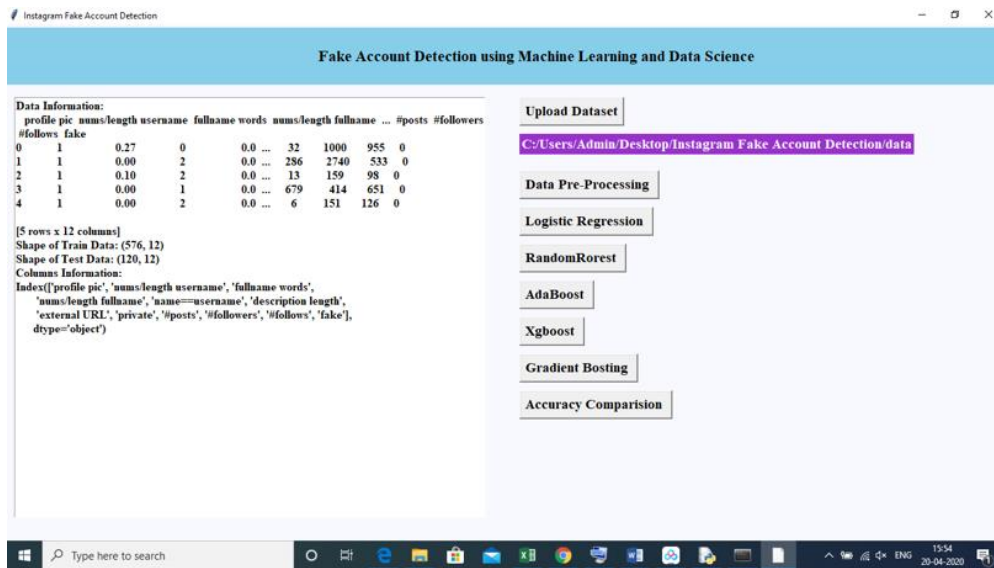 Instagram Fake Account Detection
Fake Account Detection using Machine Learning and Data Science
Data Information:
profile pic nums/length username fullname words nums/length fullname ... #posts #followers
#follows fake
0 1 0.27 0 0.0 ... 32 1000 955 0
1 1 0.00 2 0.0 ... 286 2740 533 0
2 1 0.10 2 0.0 ... 13 159 98 0
3 1 0.00 1 0.0 ... 679 414 651 0
4 1 0.00 2 0.0 ... 6 151 126 0
[5 rows x 12 columns]
Shape of Train Data: (576, 12)
Shape of Test Data: (120, 12)
Columns Information:
Index(['profile pic', 'nums/length username', 'fullname words',
'nums/length fullname', 'name==username', 'description length',
'external URL', 'private', '#posts', '#followers', '#follows', 'fake'],
dtype='object')
Upload Dataset
C:/Users/Admin/Desktop/Instagram Fake Account Detection/data
Data Pre-Processing
Logistic Regression
RandomRorest
AdaBoost
Xgboost
Gradient Bosting
Accuracy Comparision
Type here to search
ENG
15:54
20-04-2020